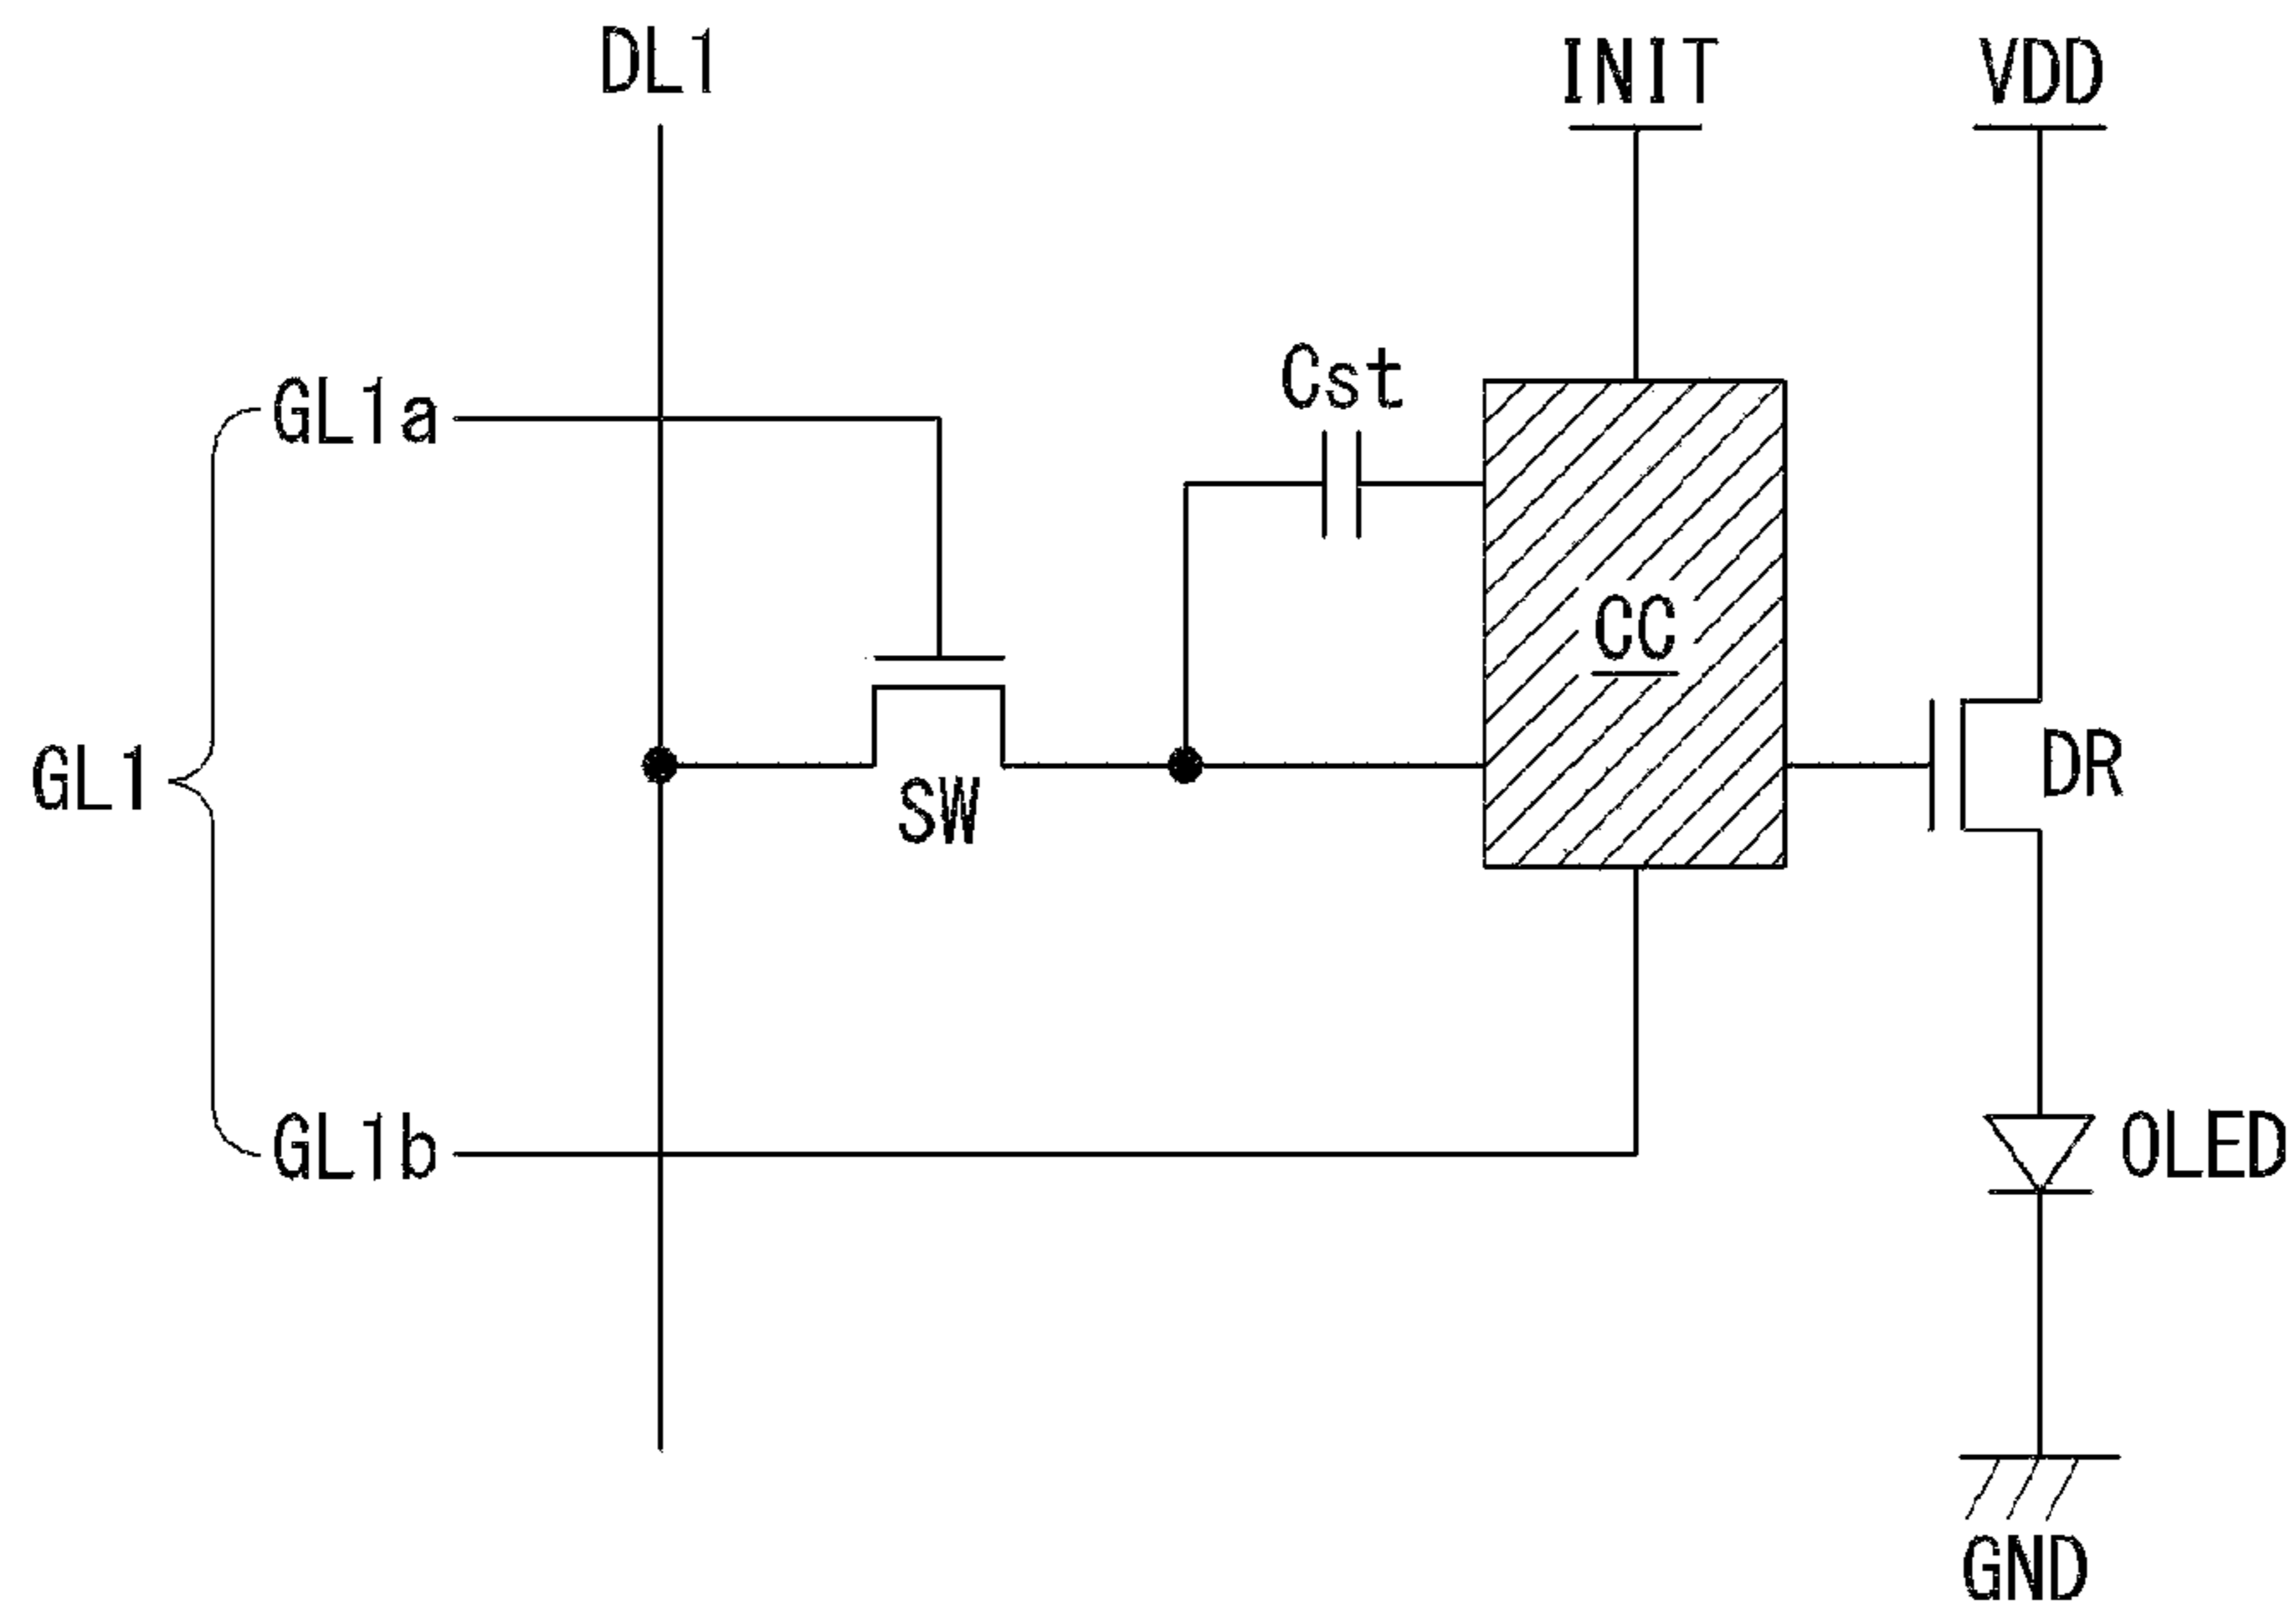 DL1
INIT
VDD
Cst
GL1a
CC
GL1
DR
SW
GL1b
OLED
GND